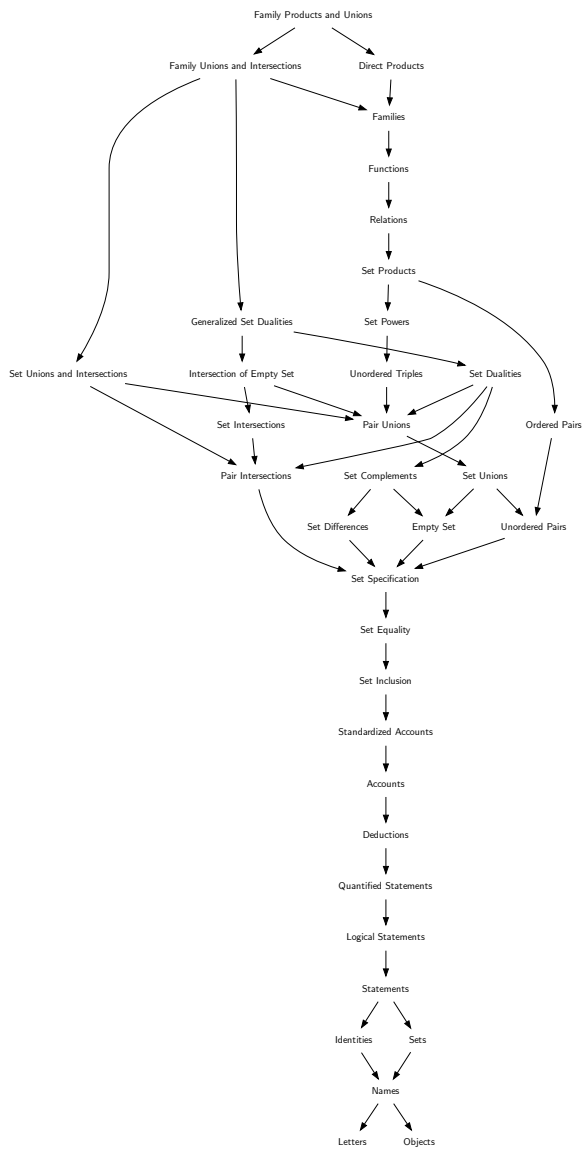 Family Products and Unions
Family Unions and Intersections
Direct Products
Families
Functions
Relations
Set Products
Generalized Set Dualities
Set Powers
Set Unions and Intersections
Intersection of Empty Set
Unordered Triples
Set Dualities
Set Intersections
Pair Unions
Ordered Pairs
Pair Intersections
Set Complements
Set Unions
Set Differences
Empty Set
Unordered Pairs
Set Specification
Set Equality
Set Inclusion
Standardized Accounts
Accounts
Deductions
Quantified Statements
Logical Statements
Statements
Identities
Sets
Names
Letters
Objects